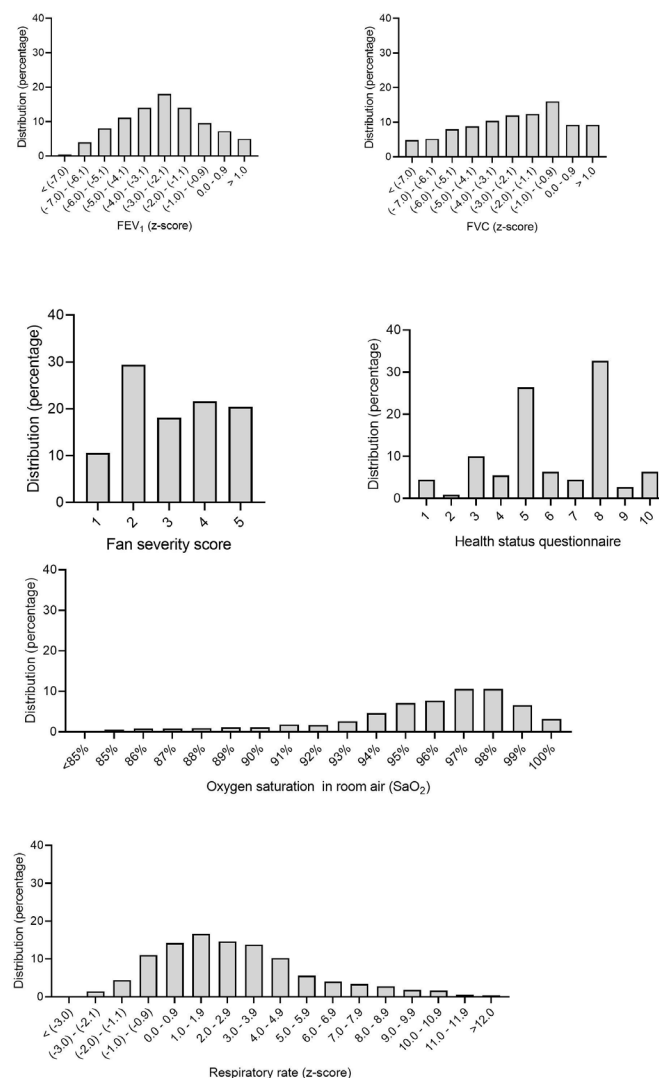 Distribution (percentage)
40
30
20
10
0
< (-7.0)
(-7.0) - (-6.1)
(-6.0) - (-5.1)
(-5.0) - (-4.1)
(-4.0) - (-3.1)
(-3.0) - (-2.1)
(-2.0) - (-1.1)
(-1.0) - (-0.9)
0.0 - 0.9
> 1.0
FEV₁ (z-score)
Distribution (percentage)
40
30
20
10
0
< (-7.0)
(-7.0) - (-6.1)
(-6.0) - (-5.1)
(-5.0) - (-4.1)
(-4.0) - (-3.1)
(-3.0) - (-2.1)
(-2.0) - (-1.1)
(-1.0) - (-0.9)
0.0 - 0.9
> 1.0
FVC (z-score)
Distribution (percentage)
40
30
20
10
0
1 2 3 4 5
Fan severity score
Distribution (percentage)
40
30
20
10
0
1 2 3 4 5 6 7 8 9 10
Health status questionnaire
Distribution (percentage)
40
30
20
10
0
<85% 85% 86% 87% 88% 89% 90% 91% 92% 93% 94% 95% 96% 97% 98% 99% 100%
Oxygen saturation in room air (SaO₂)
Distribution (percentage)
40
30
20
10
0
< (-3.0)
(-3.0) - (-2.1)
(-2.0) - (-1.1)
(-1.0) - (-0.9)
0.0 - 0.9
1.0 - 1.9
2.0 - 2.9
3.0 - 3.9
4.0 - 4.9
5.0 - 5.9
6.0 - 6.9
7.0 - 7.9
8.0 - 8.9
9.0 - 9.9
10.0 - 10.9
11.0 - 11.9
>12.0
Respiratory rate (z-score)